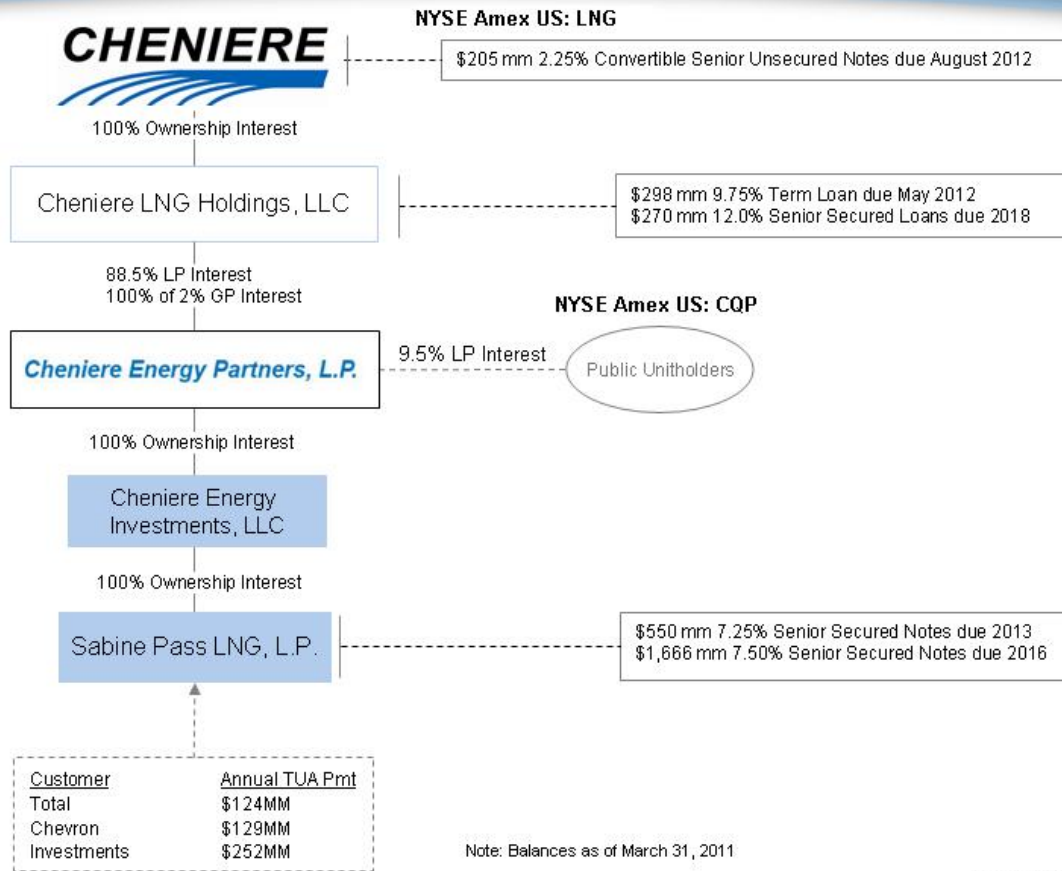 NYSE Amex US: LNG
CHENIERE
$205 mm 2.25% Convertible Senior Unsecured Notes due August 2012
100% Ownership Interest
Cheniere LNG Holdings, LLC
$298 mm 9.75% Term Loan due May 2012
$270 mm 12.0% Senior Secured Loans due 2018
88.5% LP Interest
100% of 2% GP Interest
NYSE Amex US: CQP
Cheniere Energy Partners, L.P.
9.5% LP Interest
Public Unitholders
100% Ownership Interest
Cheniere Energy
Investments, LLC
100% Ownership Interest
Sabine Pass LNG, L.P.
$550 mm 7.25% Senior Secured Notes due 2013
$1,666 mm 7.50% Senior Secured Notes due 2016
Customer Annual TUA Pmt
Total $124MM
Chevron $129MM
Investments $252MM
Note: Balances as of March 31, 2011